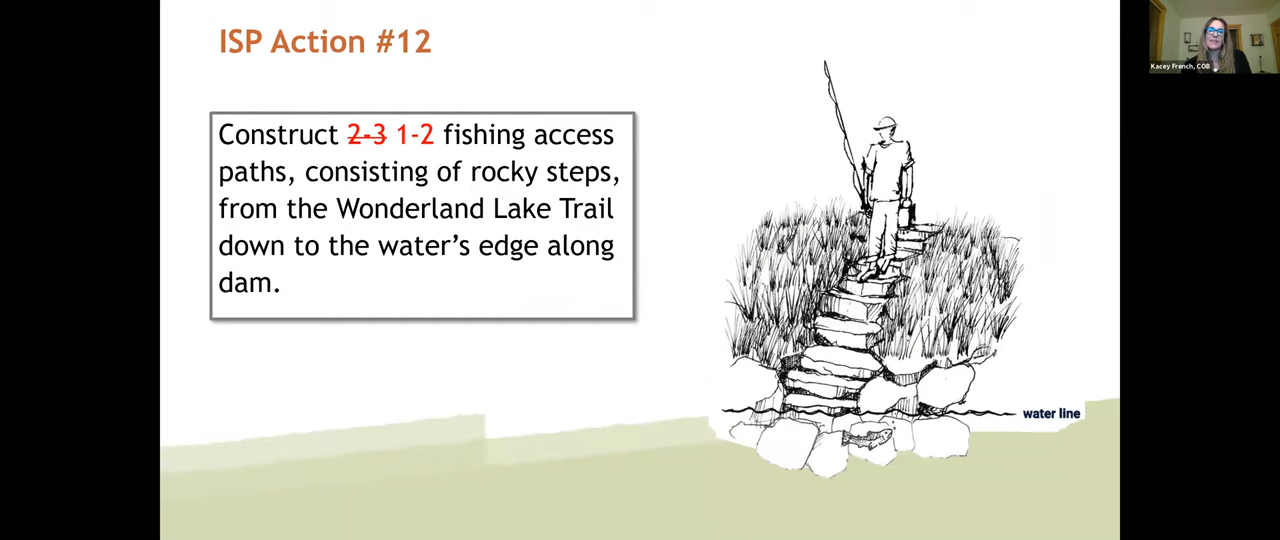 ISP Action #12
Construct 2-3 1-2 fishing access
paths, consisting of rocky steps,
from the Wonderland Lake Trail
down to the water's edge along
dam.
water line
Kacey French, COB